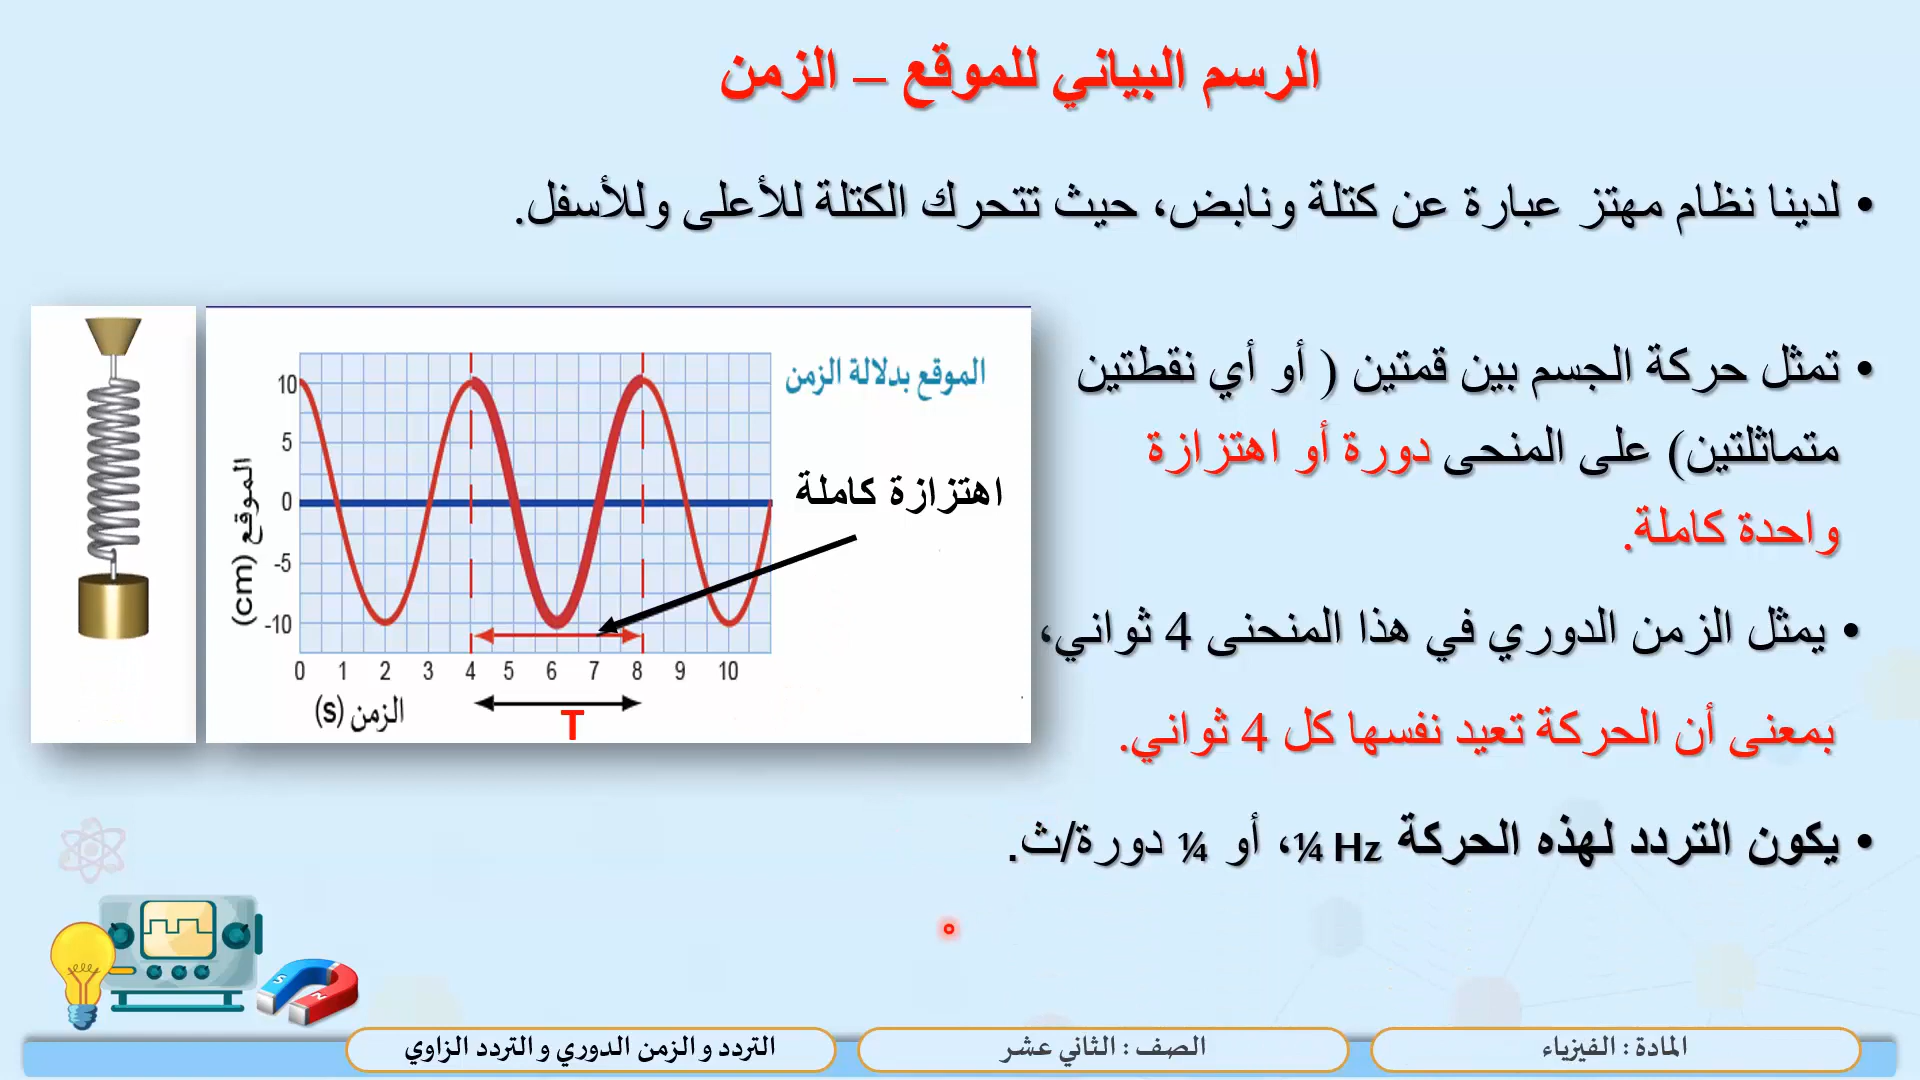 الرسم البياني للموقع – الزمن
• لدينا نظام مهتز عبارة عن كتلة ونابض، حيث تتحرك الكتلة للأعلى وللأسفل.
• تمثل حركة الجسم بين قمتين ( أو أي نقطتين
متماثلتين) على المنحى دورة أو اهتزازة
واحدة كاملة.
• يمثل الزمن الدوري في هذا المنحنى 4 ثواني،
بمعنى أن الحركة تعيد نفسها كل 4 ثواني.
• يكون التردد لهذه الحركة ¼ Hz، أو ¼ دورة/ث.
الموقع بدلالة الزمن
اهتزازة كاملة
الموقع (cm)
10
5
0
-5
-10
0 1 2 3 4 5 6 7 8 9 10
الزمن (s)
T
S
N
المادة : الفيزياء
الصف : الثاني عشر
التردد و الزمن الدوري و التردد الزاوي